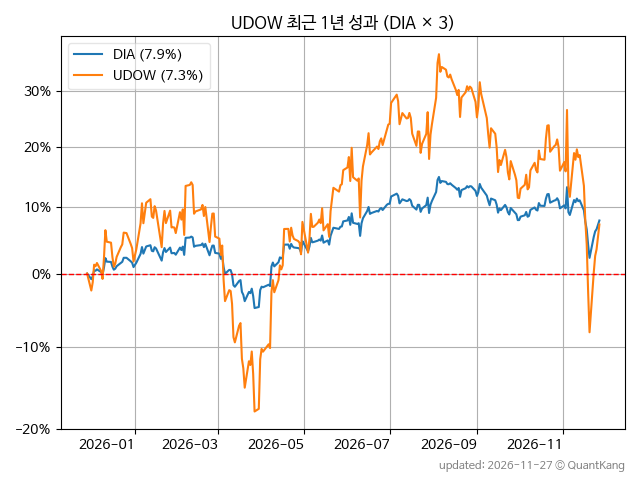 UDOW 최근 1년 성과 (DIA × 3)
DIA (7.9%)
UDOW (7.3%)
30%
20%
10%
0%
−10%
−20%
2026-01 2026-03 2026-05 2026-07 2026-09 2026-11
updated: 2026-11-27 © QuantKang